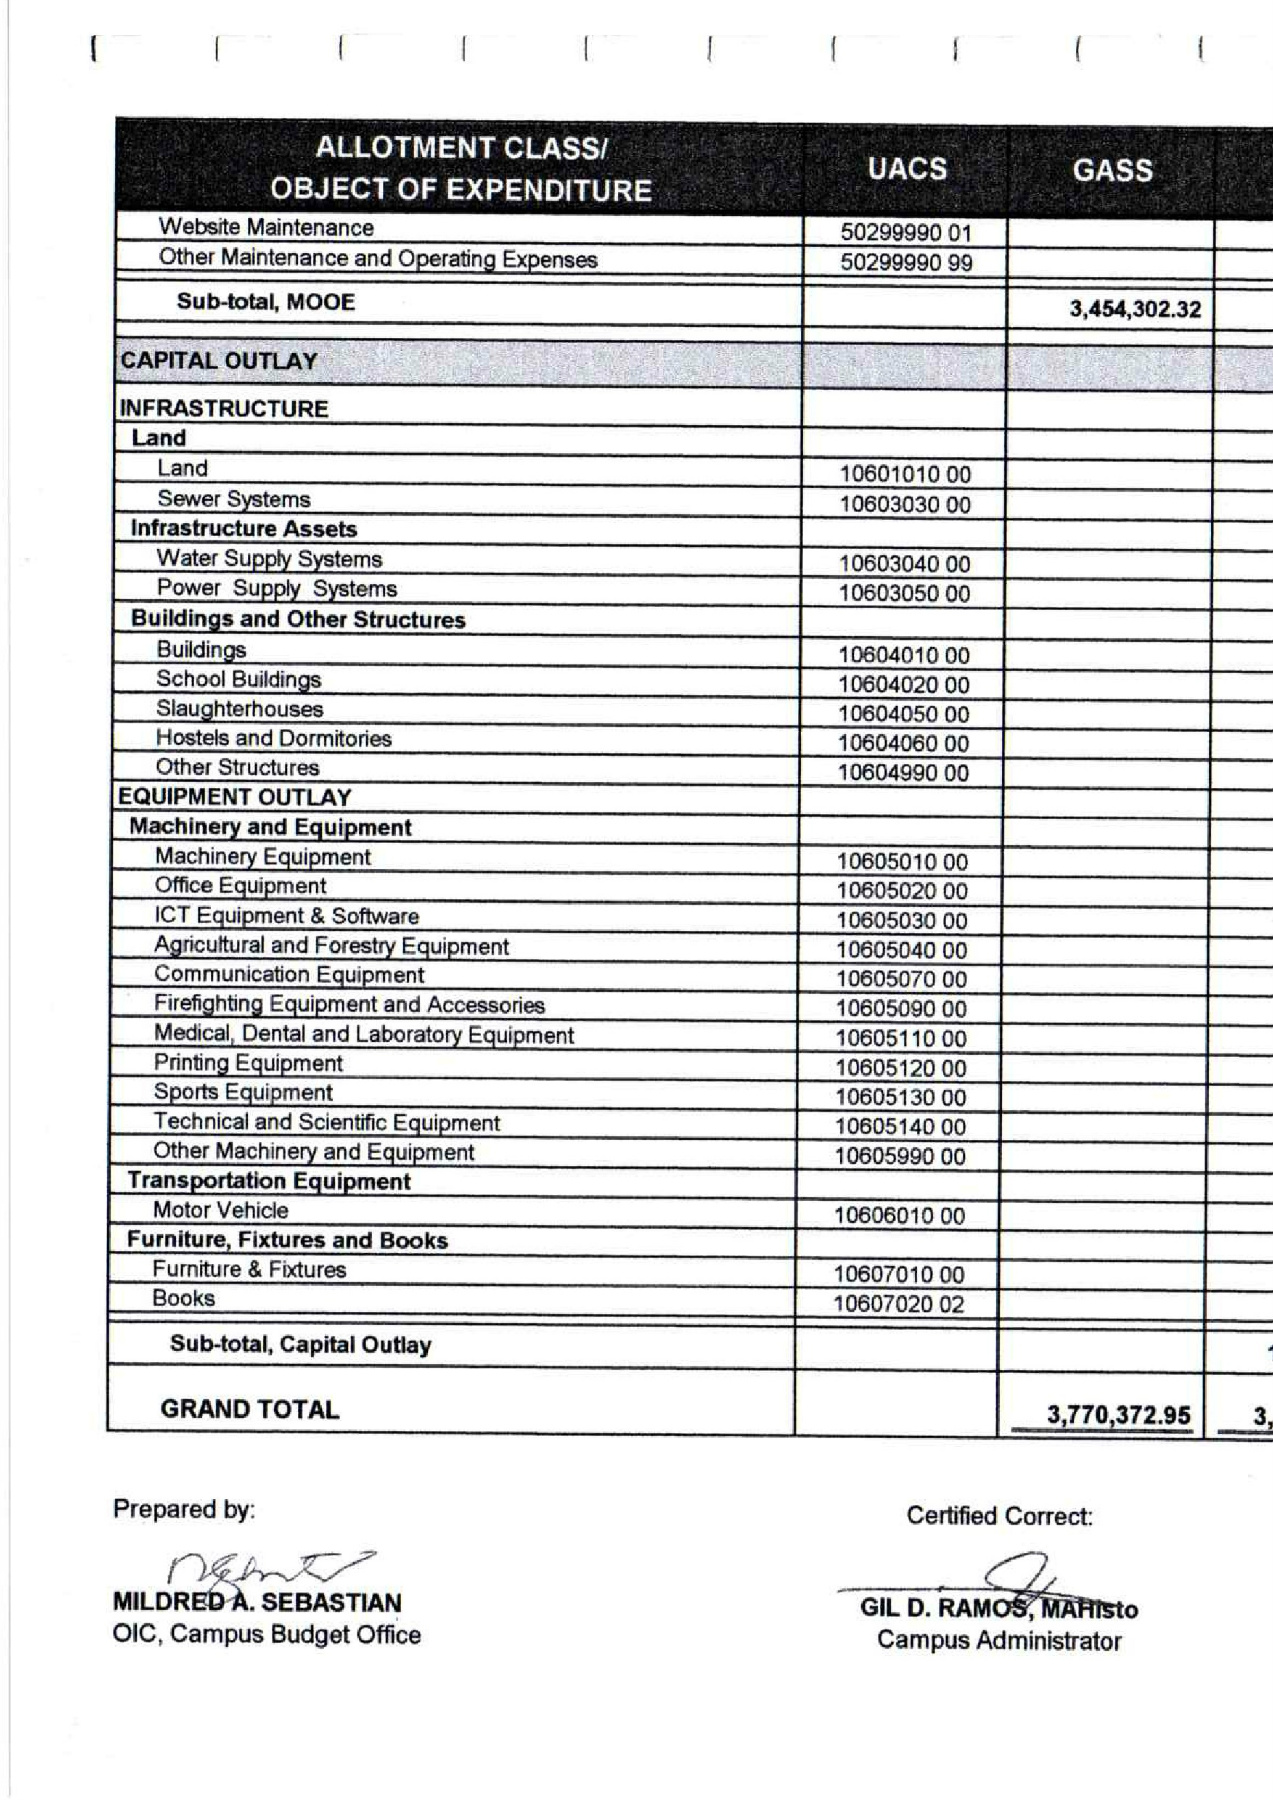 ALLOTMENT CLASS/
OBJECT OF EXPENDITURE UACS GASS
Website Maintenance 50299990 01
Other Maintenance and Operating Expenses 50299990 99
Sub-total, MOOE 3,454,302.32
CAPITAL OUTLAY
INFRASTRUCTURE
Land
Land 10601010 00
Sewer Systems 10603030 00
Infrastructure Assets
Water Supply Systems 10603040 00
Power Supply Systems 10603050 00
Buildings and Other Structures
Buildings 10604010 00
School Buildings 10604020 00
Slaughterhouses 10604050 00
Hostels and Dormitories 10604060 00
Other Structures 10604990 00
EQUIPMENT OUTLAY
Machinery and Equipment
Machinery Equipment 10605010 00
Office Equipment 10605020 00
ICT Equipment & Software 10605030 00
Agricultural and Forestry Equipment 10605040 00
Communication Equipment 10605070 00
Firefighting Equipment and Accessories 10605090 00
Medical, Dental and Laboratory Equipment 10605110 00
Printing Equipment 10605120 00
Sports Equipment 10605130 00
Technical and Scientific Equipment 10605140 00
Other Machinery and Equipment 10605990 00
Transportation Equipment
Motor Vehicle 10606010 00
Furniture, Fixtures and Books
Furniture & Fixtures 10607010 00
Books 10607020 02
Sub-total, Capital Outlay
GRAND TOTAL 3,770,372.95 3,
Prepared by: Certified Correct:
MILDRED A. SEBASTIAN GIL D. RAMOS, MAHisto
OIC, Campus Budget Office Campus Administrator